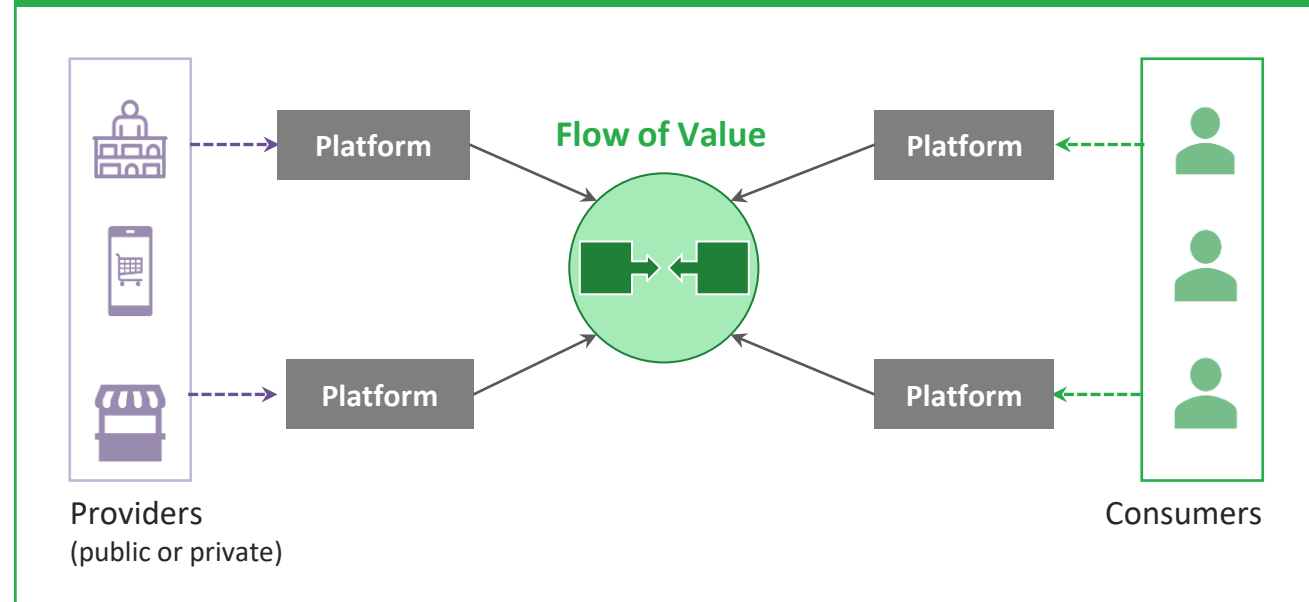 Platform
Flow of Value
Platform
Platform
Platform
Providers
(public or private)
Consumers